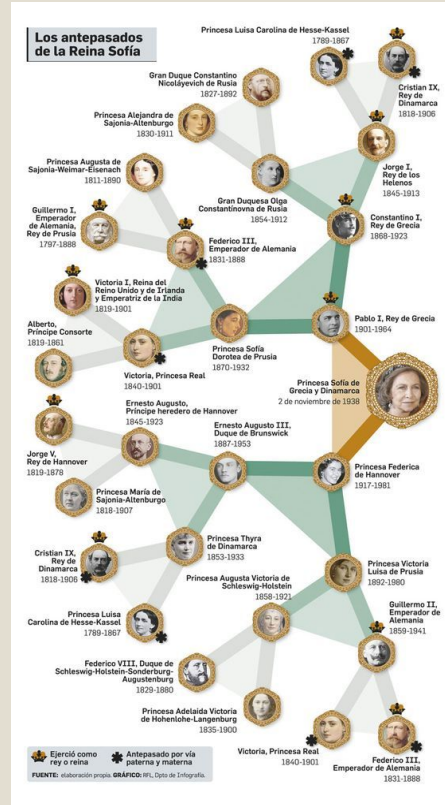 Los antepasados
de la Reina Sofía
Princesa Luisa Carolina de Hesse-Kassel
1789-1867
Cristian IX,
Rey de
Dinamarca
1818-1906
Gran Duque Constantino
Nicoláyevich de Rusia
1827-1892
Princesa Alejandra de
Sajonia-Altenburgo
1830-1911
Jorge I,
Rey de los
Helenos
1845-1913
Princesa Augusta de
Sajonia-Weimar-Eisenach
1811-1890
Gran Duquesa Olga
Constantínovna de Rusia
1854-1912
Constantino I,
Rey de Grecia
1868-1923
Guillermo I,
Emperador
de Alemania,
Rey de Prusia
1797-1888
Federico III,
Emperador de Alemania
1831-1888
Victoria I, Reina del
Reino Unido y de Irlanda
y Emperatriz de la India
1819-1901
Alberto,
Príncipe Consorte
1819-1861
Princesa Sofía
Dorotea de Prusia
1870-1932
Pablo I, Rey de Grecia
1901-1964
Victoria, Princesa Real
1840-1901
Princesa Sofía de
Grecia y Dinamarca
2 de noviembre de 1938
Ernesto Augusto,
Príncipe heredero de Hannover
1845-1923
Ernesto Augusto III,
Duque de Brunswick
1887-1953
Jorge V,
Rey de Hannover
1819-1878
Princesa Federica
de Hannover
1917-1981
Princesa María de
Sajonia-Altenburgo
1818-1907
Princesa Thyra
de Dinamarca
1853-1933
Cristian IX,
Rey de
Dinamarca
1818-1906
Princesa Victoria
Luisa de Prusia
1892-1980
Princesa Augusta Victoria de
Schleswig-Holstein
1858-1921
Princesa Luisa
Carolina de Hesse-Kassel
1789-1867
Guillermo II,
Emperador de
Alemania
1859-1941
Federico VIII, Duque de
Schleswig-Holstein-Sonderburg-
Augustenburg
1829-1880
Princesa Adelaida Victoria
de Hohenlohe-Langenburg
1835-1900
Victoria, Princesa Real
1840-1901
Federico III,
Emperador de Alemania
1831-1888
Ejerció como
rey o reina
Antepasado por vía
paterna y materna
FUENTE: elaboración propia. GRÁFICO: RFL, Dpto de Infografía.